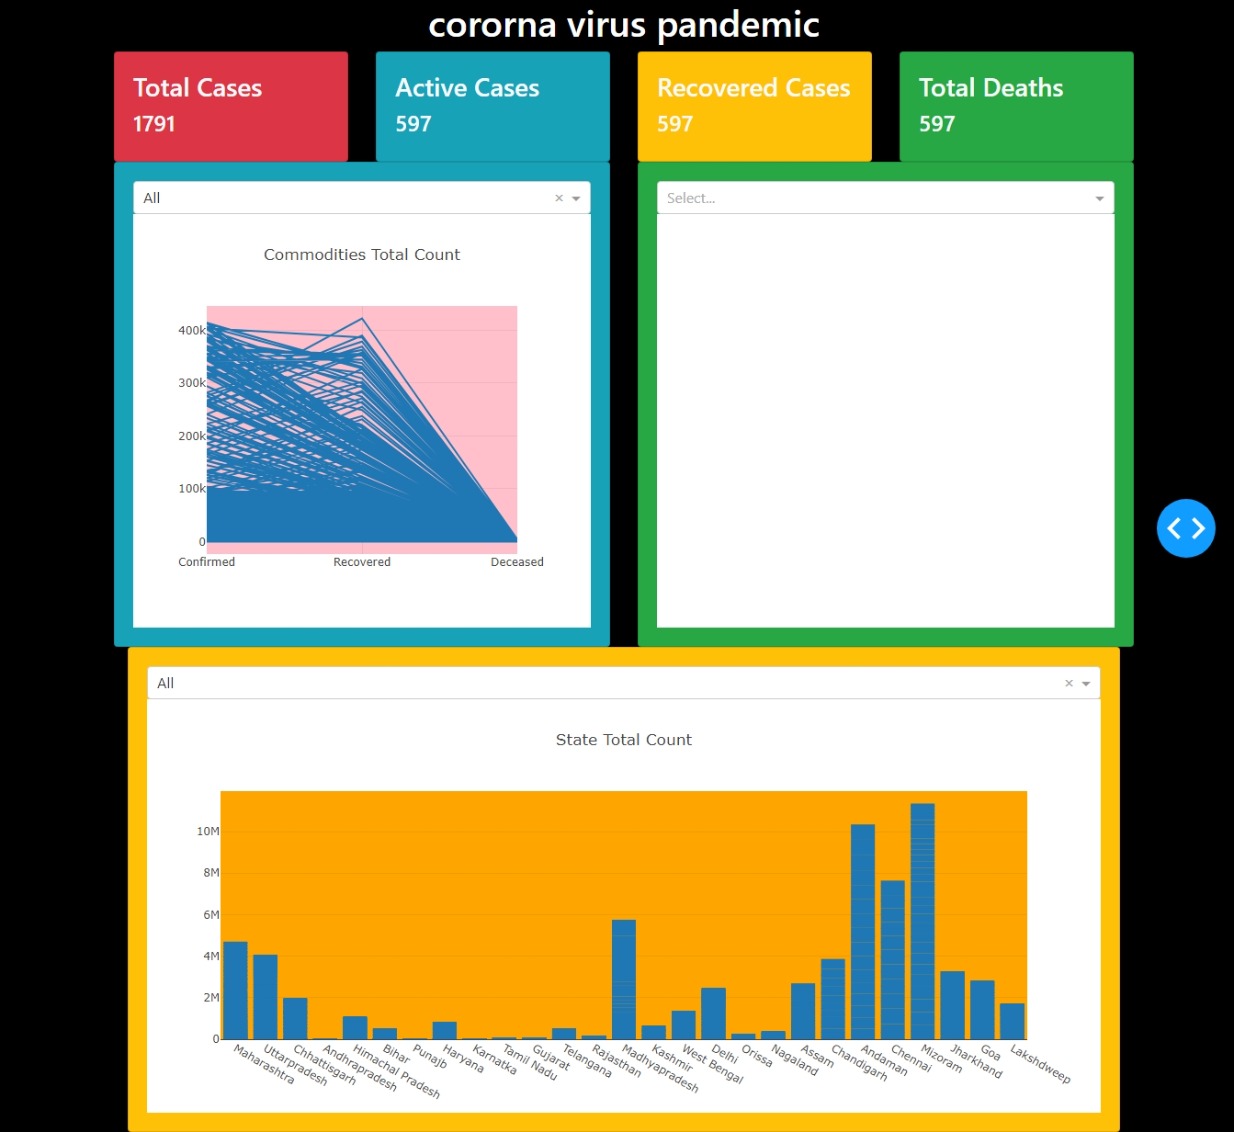 cororna virus pandemic
Total Cases
1791
Active Cases
597
Recovered Cases
597
Total Deaths
597
All
Select...
Commodities Total Count
400k
300k
200k
100k
0
Confirmed Recovered Deceased
All
State Total Count
10M
8M
6M
4M
2M
0
Maharashtra
Uttarpradesh
Chhattisgarh
Andhrapradesh
Himachal Pradesh
Bihar
Punajb
Haryana
Karnatka
Tamil Nadu
Gujarat
Telangana
Rajasthan
Madhyapradesh
Kashmir
West Bengal
Delhi
Orissa
Nagaland
Assam
Chandigarh
Andaman
Chennai
Mizoram
Jharkhand
Goa
Lakshdweep